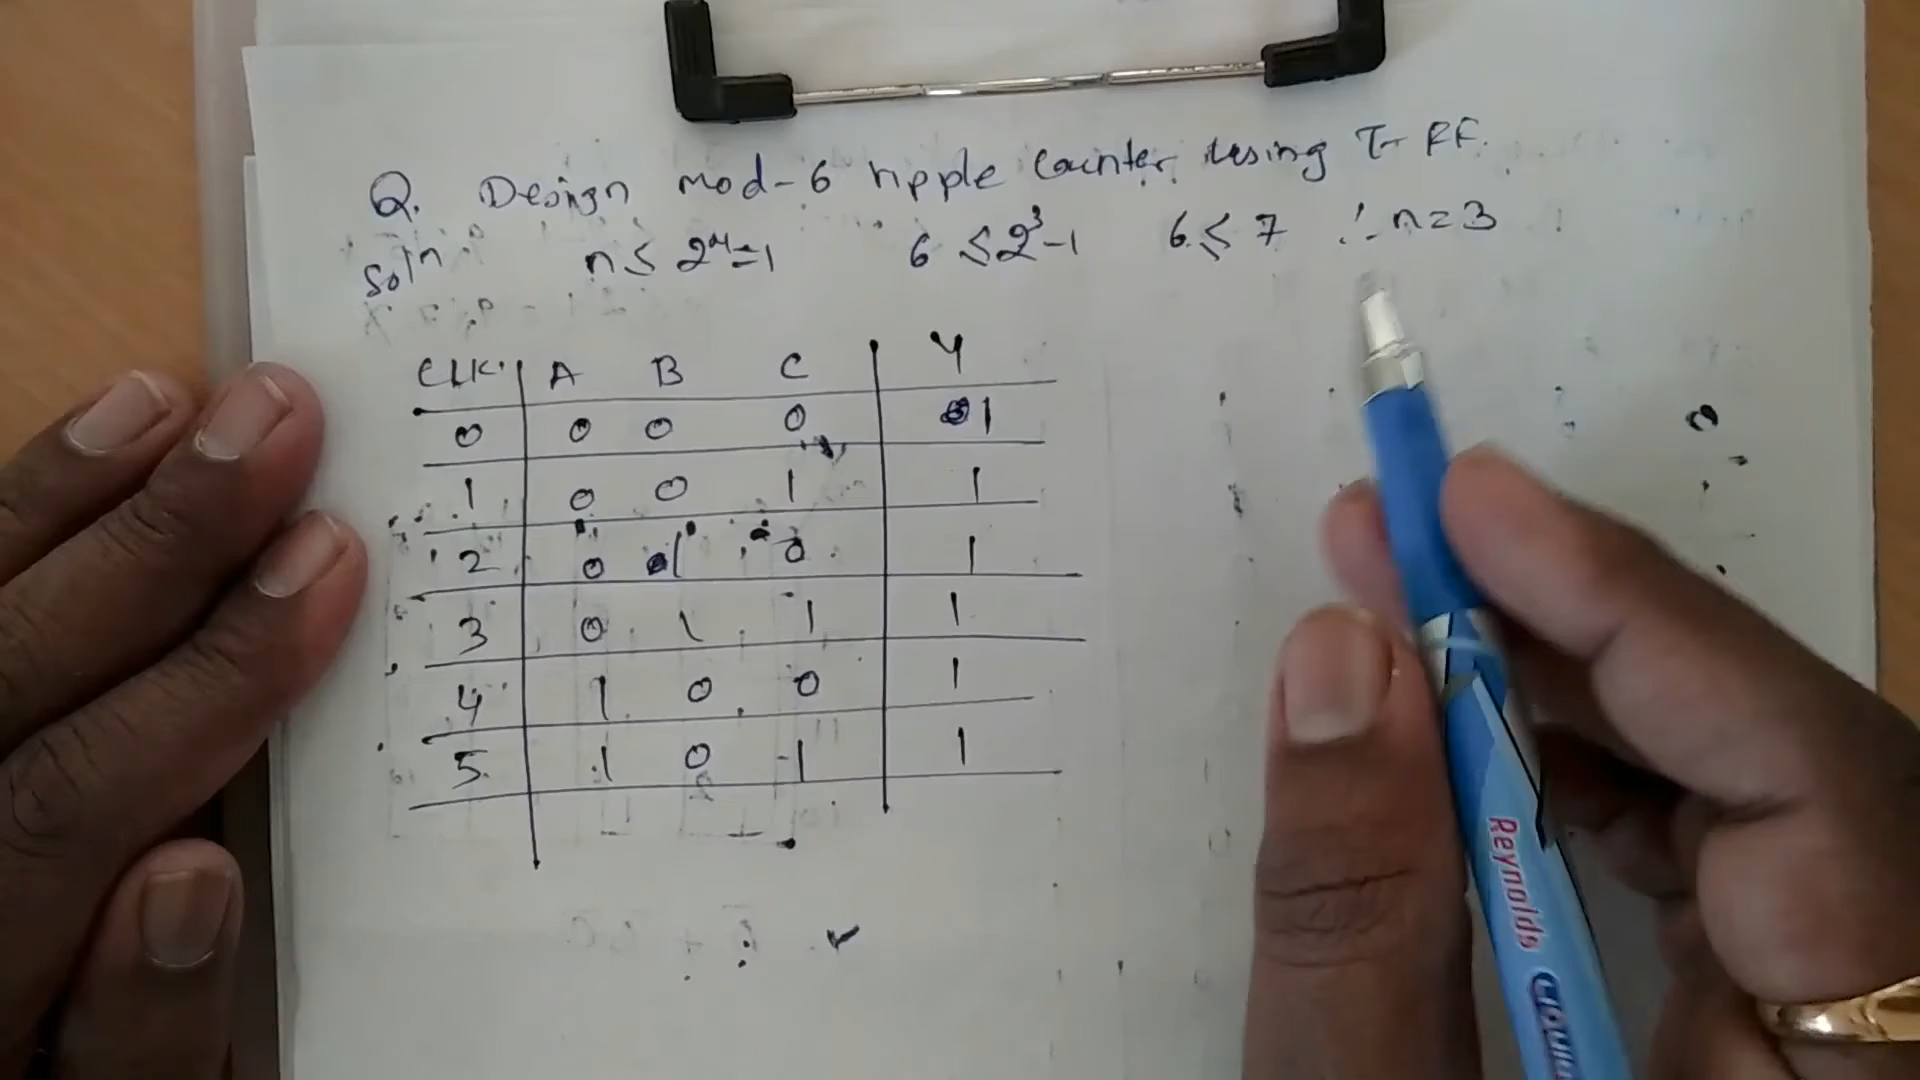 Q. Design mod-6 ripple Counter using T-FF.
Soln n ≤ 2ⁿ-1 6 ≤ 2³-1 6 ≤ 7 ∴ n=3
CLK. A B C Y
0 0 0 0 1
1 0 0 1 1
2 0 1 0 1
3 0 1 1 1
4 1 0 0 1
5 1 0 1 1
Reynolds